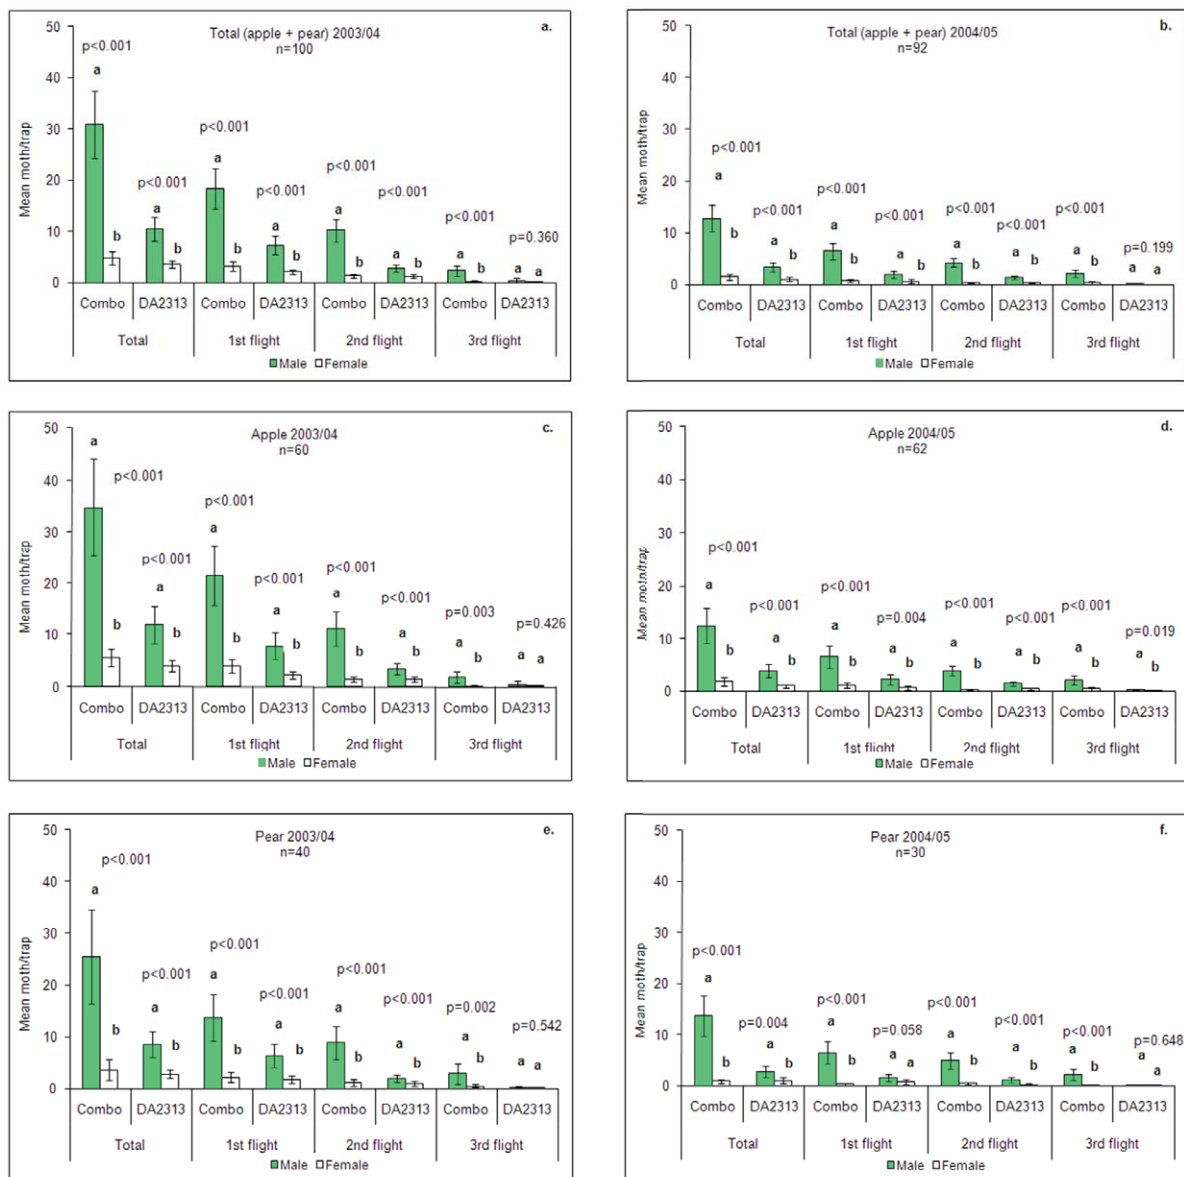 a.
Total (apple + pear) 2003/04
n=100
50
40
30
20
10
0
Mean moth/trap
p<0.001
a
b
p<0.001
a
b
p<0.001
a
b
p<0.001
a
b
p<0.001
a
b
p<0.001
a
b
p<0.001
a
b
p=0.360
a
a
Combo DA2313 Combo DA2313 Combo DA2313 Combo DA2313
Total 1st flight 2nd flight 3rd flight
Male Female
b.
Total (apple + pear) 2004/05
n=92
50
40
30
20
10
0
Mean moth/trap
p<0.001
a
b
p<0.001
a
b
p<0.001
a
b
p<0.001
a
b
p<0.001
a
b
p<0.001
a
b
p<0.001
a
b
p=0.199
a
a
Combo DA2313 Combo DA2313 Combo DA2313 Combo DA2313
Total 1st flight 2nd flight 3rd flight
Male Female
c.
Apple 2003/04
n=60
50
40
30
20
10
0
Mean moth/trap
a
p<0.001
b
p<0.001
a
b
p<0.001
a
b
p<0.001
a
b
p<0.001
a
b
p<0.001
a
b
p=0.003
a
b
p=0.426
a
a
Combo DA2313 Combo DA2313 Combo DA2313 Combo DA2313
Total 1st flight 2nd flight 3rd flight
Male Female
d.
Apple 2004/05
n=62
50
40
30
20
10
0
Mean moth/trap
p<0.001
a
b
p<0.001
a
b
p<0.001
a
b
p=0.004
a
b
p<0.001
a
b
p<0.001
a
b
p<0.001
a
b
p=0.019
a
b
Combo DA2313 Combo DA2313 Combo DA2313 Combo DA2313
Total 1st flight 2nd flight 3rd flight
Male Female
e.
Pear 2003/04
n=40
50
40
30
20
10
0
Mean moth/trap
p<0.001
a
b
p<0.001
a
b
p<0.001
a
b
p<0.001
a
b
p<0.001
a
b
p<0.001
a
b
p=0.002
a
b
p=0.542
a
a
Combo DA2313 Combo DA2313 Combo DA2313 Combo DA2313
Total 1st flight 2nd flight 3rd flight
Male Female
f.
Pear 2004/05
n=30
50
40
30
20
10
0
Mean moth/trap
p<0.001
a
b
p=0.004
a
b
p<0.001
a
b
p=0.058
a
a
p<0.001
a
b
p<0.001
a
b
p<0.001
a
b
p=0.648
a
a
Combo DA2313 Combo DA2313 Combo DA2313 Combo DA2313
Total 1st flight 2nd flight 3rd flight
Male Female